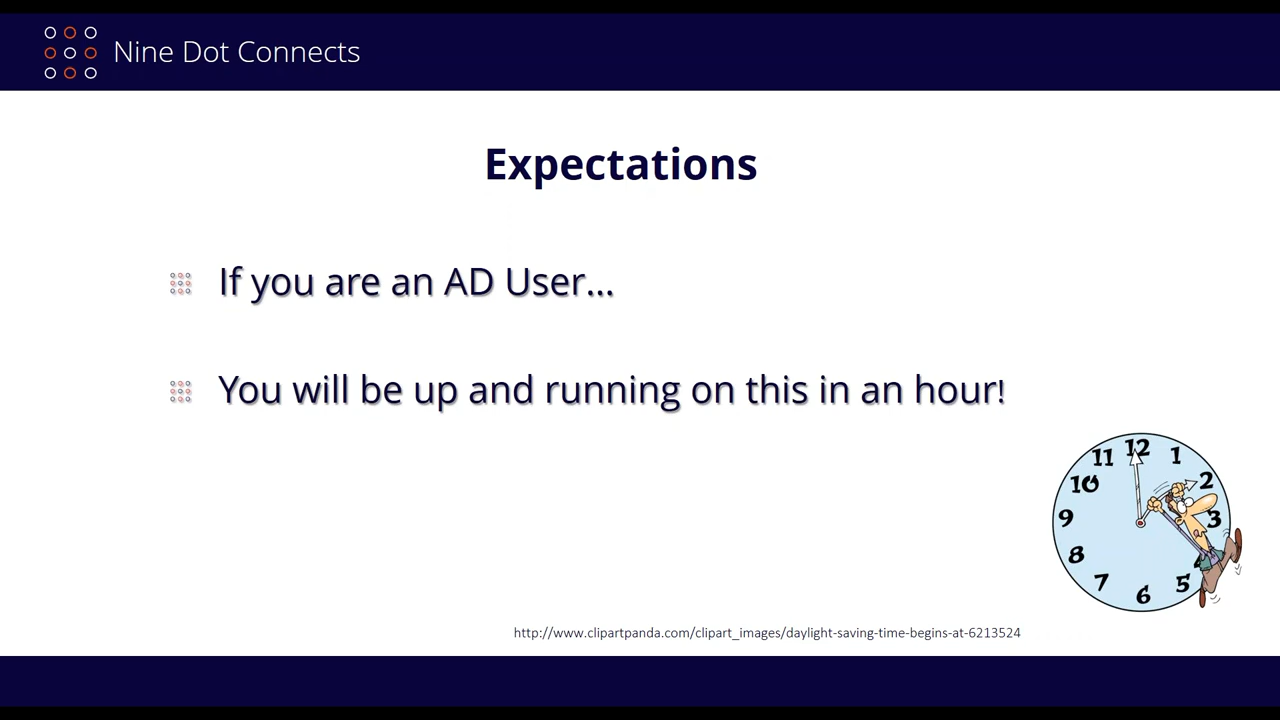 Nine Dot Connects
Expectations
If you are an AD User...
You will be up and running on this in an hour!
12
11
1
10
2
9
3
8
7
5
6
http://www.clipartpanda.com/clipart_images/daylight-saving-time-begins-at-6213524